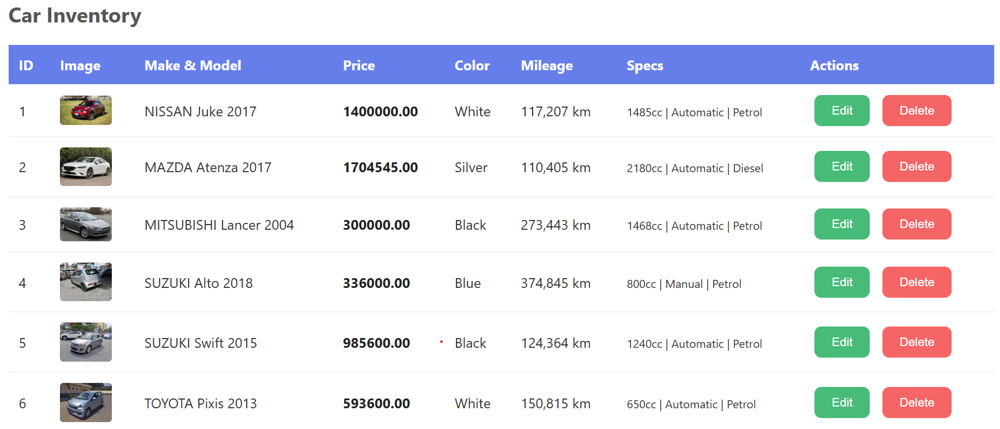 Car Inventory
ID Image Make & Model Price Color Mileage Specs Actions
1 NISSAN Juke 2017 1400000.00 White 117,207 km 1485cc | Automatic | Petrol Edit Delete
2 MAZDA Atenza 2017 1704545.00 Silver 110,405 km 2180cc | Automatic | Diesel Edit Delete
3 MITSUBISHI Lancer 2004 300000.00 Black 273,443 km 1468cc | Automatic | Petrol Edit Delete
4 SUZUKI Alto 2018 336000.00 Blue 374,845 km 800cc | Manual | Petrol Edit Delete
5 SUZUKI Swift 2015 985600.00 Black 124,364 km 1240cc | Automatic | Petrol Edit Delete
6 TOYOTA Pixis 2013 593600.00 White 150,815 km 650cc | Automatic | Petrol Edit Delete